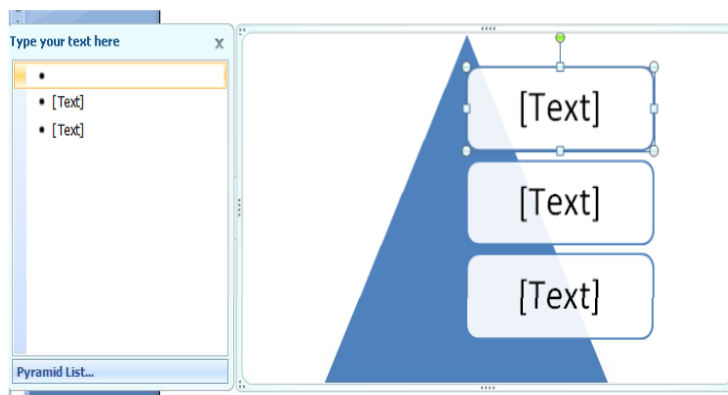 Type your text here x
•
• [Text]
• [Text]
Pyramid List...
[Text]
[Text]
[Text]